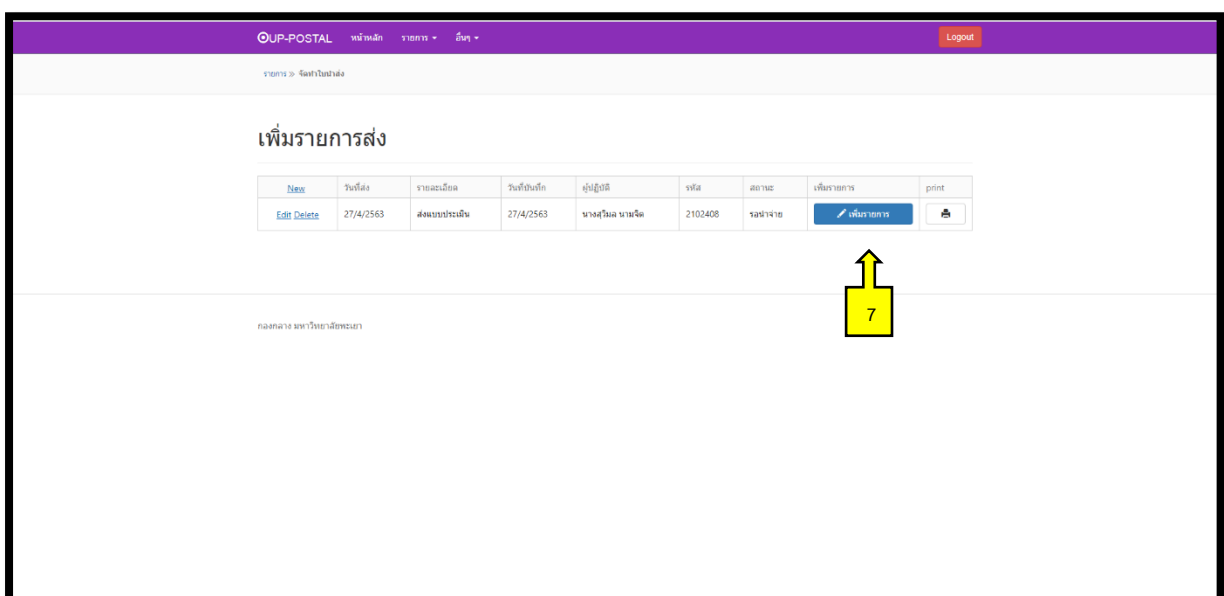 UP-POSTAL หน้าหลัก รายการ อื่นๆ Logout
รายการ » จัดทำใบนำส่ง
เพิ่มรายการส่ง
New วันที่ส่ง รายละเอียด วันที่บันทึก ผู้ปฏิบัติ รหัส สถานะ เพิ่มรายการ print
Edit Delete 27/4/2563 ส่งแบบประเมิน 27/4/2563 นางสุวิมล นามจิต 2102408 รอนำจ่าย เพิ่มรายการ
7
กองกลาง มหาวิทยาลัยพะเยา